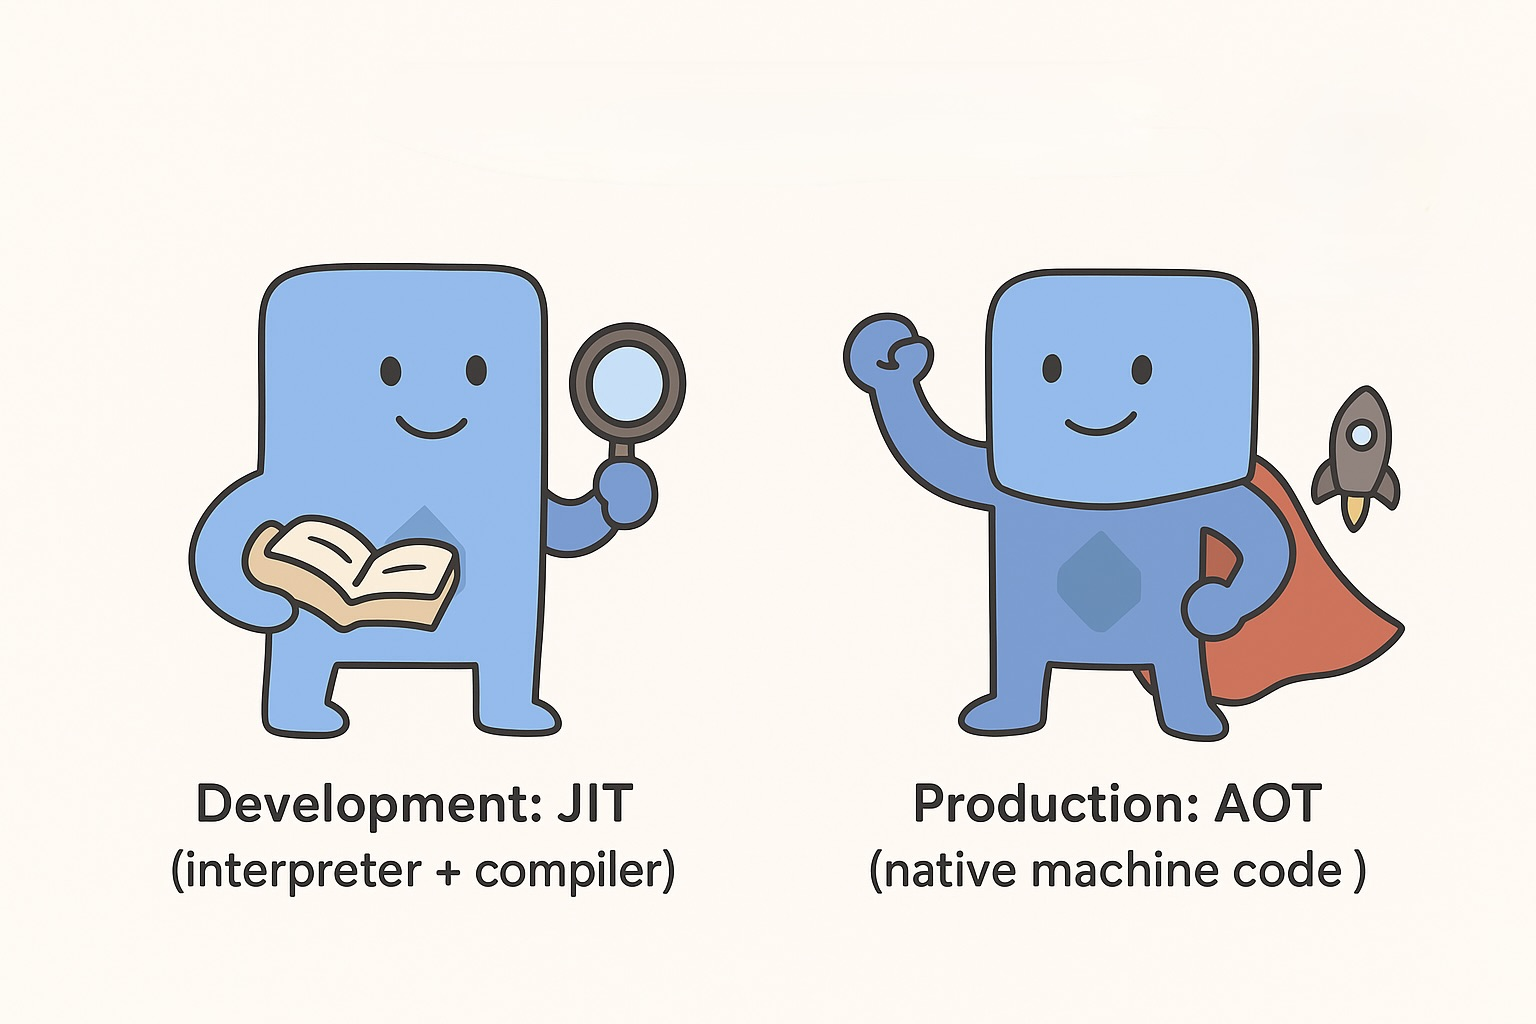 Development: JIT
(interpreter + compiler)
Production: AOT
(native machine code )